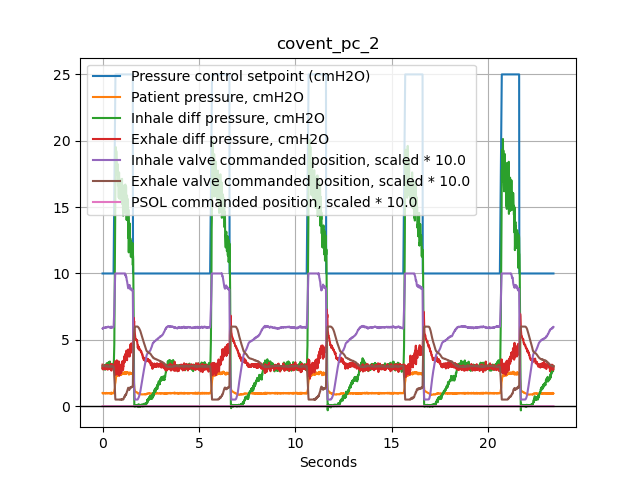 covent_pc_2
25
20
15
10
5
0
Pressure control setpoint (cmH2O)
Patient pressure, cmH2O
Inhale diff pressure, cmH2O
Exhale diff pressure, cmH2O
Inhale valve commanded position, scaled * 10.0
Exhale valve commanded position, scaled * 10.0
PSOL commanded position, scaled * 10.0
0 5 10 15 20
Seconds